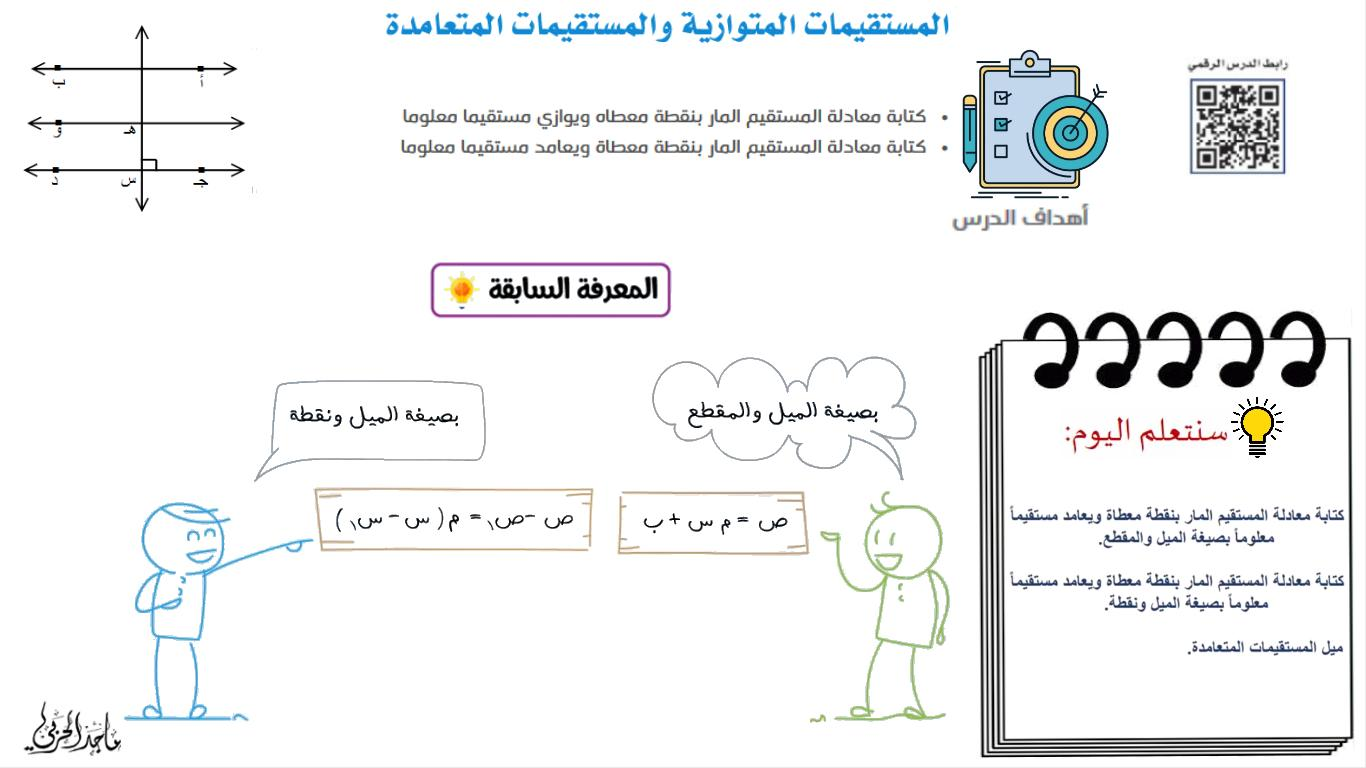 المستقيمات المتوازية والمستقيمات المتعامدة
رابط الدرس الرقمي
• كتابة معادلة المستقيم المار بنقطة معطاه ويوازي مستقيما معلوما
• كتابة معادلة المستقيم المار بنقطة معطاة ويعامد مستقيما معلوما
أهداف الدرس
أ
هـ
و
جـ
س
المعرفة السابقة
بصيغة الميل والمقطع
ص = م س + ب
بصيغة الميل ونقطة
ص - ص١ = م ( س - س١ )
سنتعلم اليوم:
كتابة معادلة المستقيم المار بنقطة معطاة ويعامد مستقيماً
معلوماً بصيغة الميل والمقطع.
كتابة معادلة المستقيم المار بنقطة معطاة ويعامد مستقيماً
معلوماً بصيغة الميل ونقطة.
ميل المستقيمات المتعامدة.
ماجد الحربي